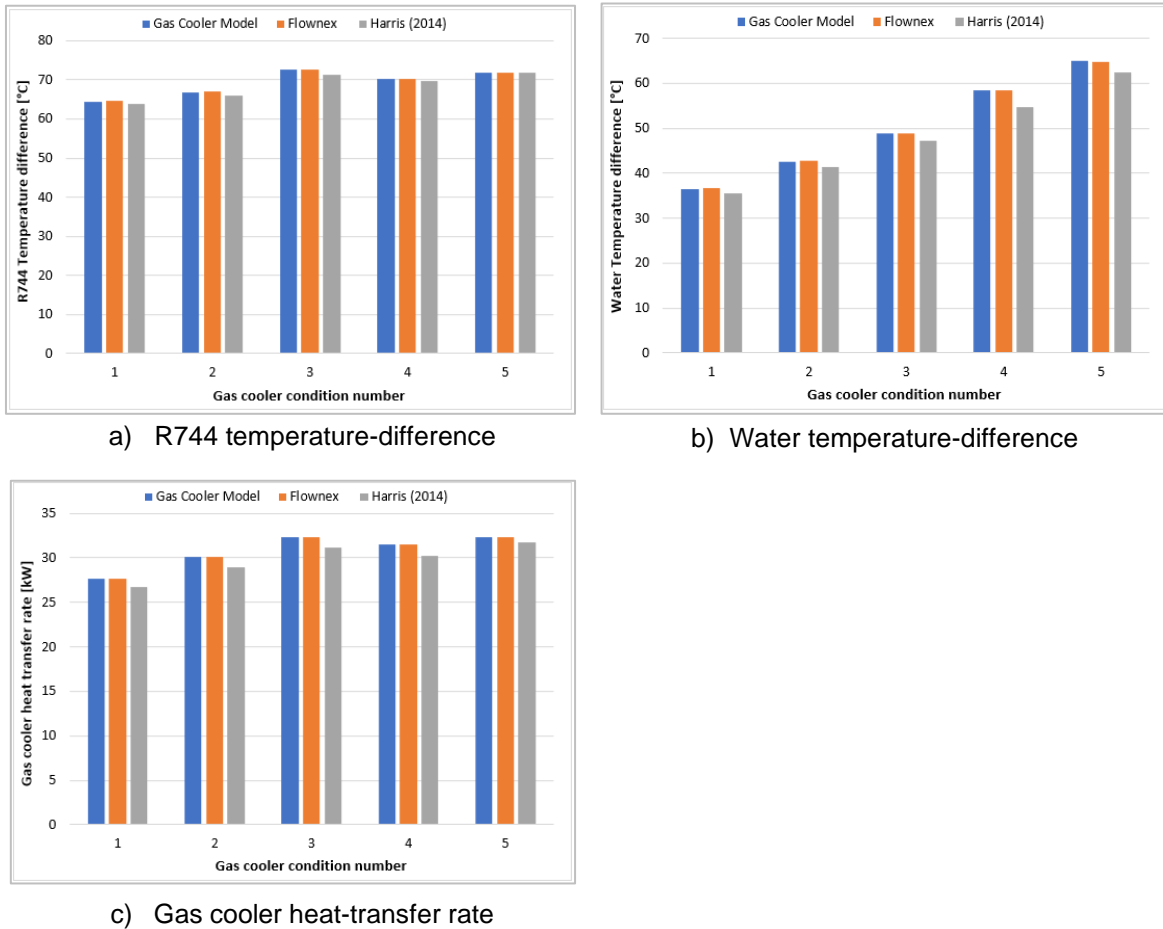 Gas Cooler Model Flownex Harris (2014)
80
70
60
50
40
30
20
10
0
R744 Temperature difference [°C]
1 2 3 4 5
Gas cooler condition number
a) R744 temperature-difference
Gas Cooler Model Flownex Harris (2014)
70
60
50
40
30
20
10
0
Water Temperature difference [°C]
1 2 3 4 5
Gas cooler condition number
b) Water temperature-difference
Gas Cooler Model Flownex Harris (2014)
35
30
25
20
15
10
5
0
Gas cooler heat transfer rate [kW]
1 2 3 4 5
Gas cooler condition number
c) Gas cooler heat-transfer rate